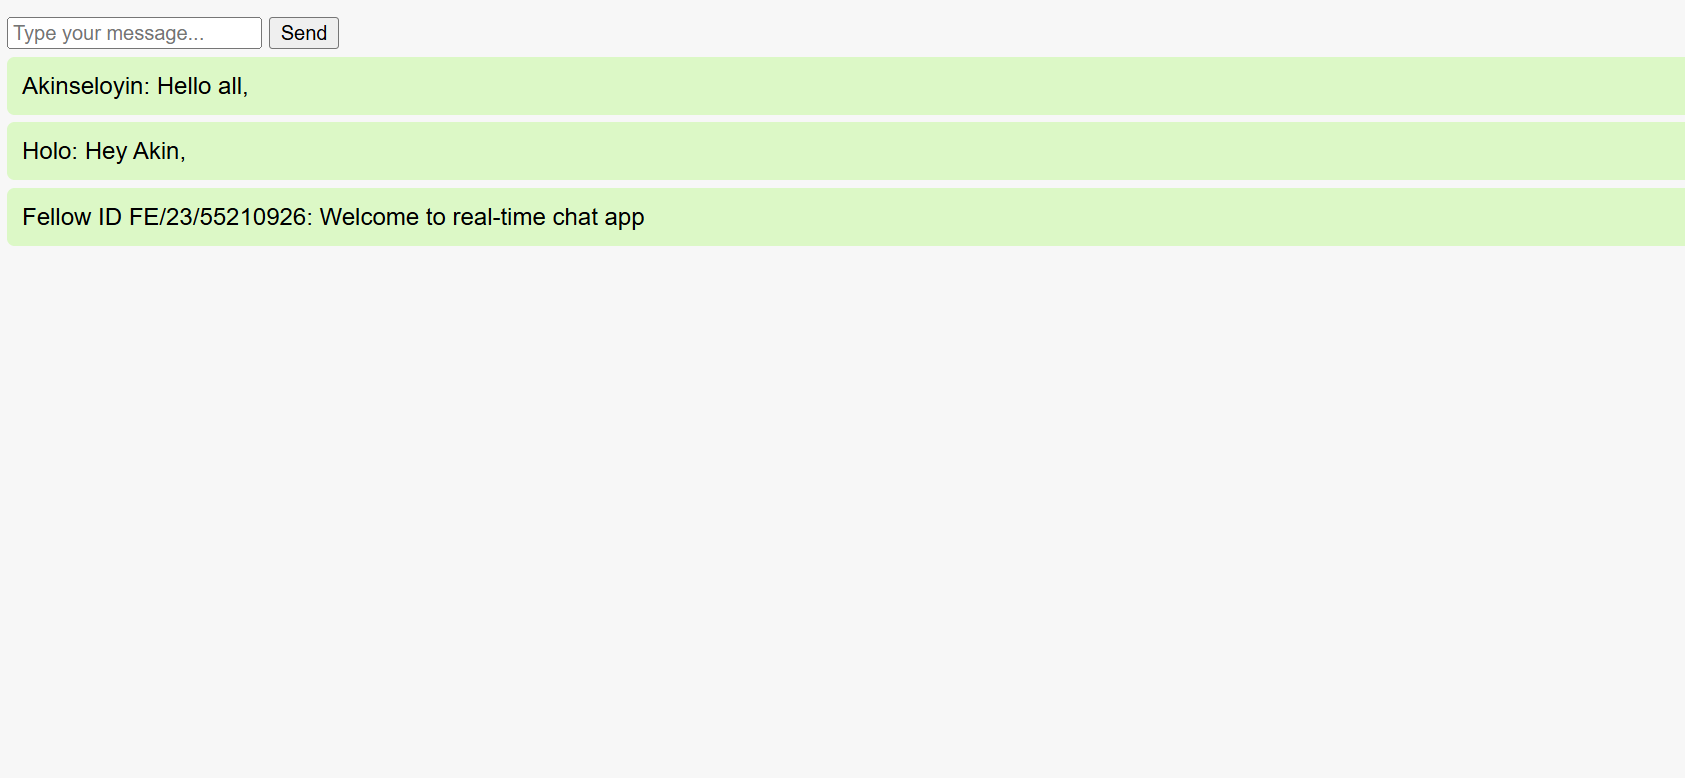 Type your message... Send
Akinseloyin: Hello all,
Holo: Hey Akin,
Fellow ID FE/23/55210926: Welcome to real-time chat app